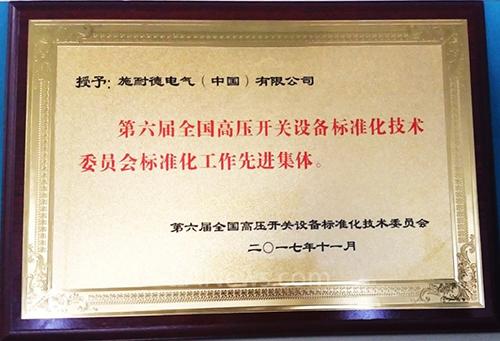 授予：施耐德电气（中国）有限公司
第六届全国高压开关设备标准化技术
委员会标准化工作先进集体。
第六届全国高压开关设备标准化技术委员会
二〇一七年十一月